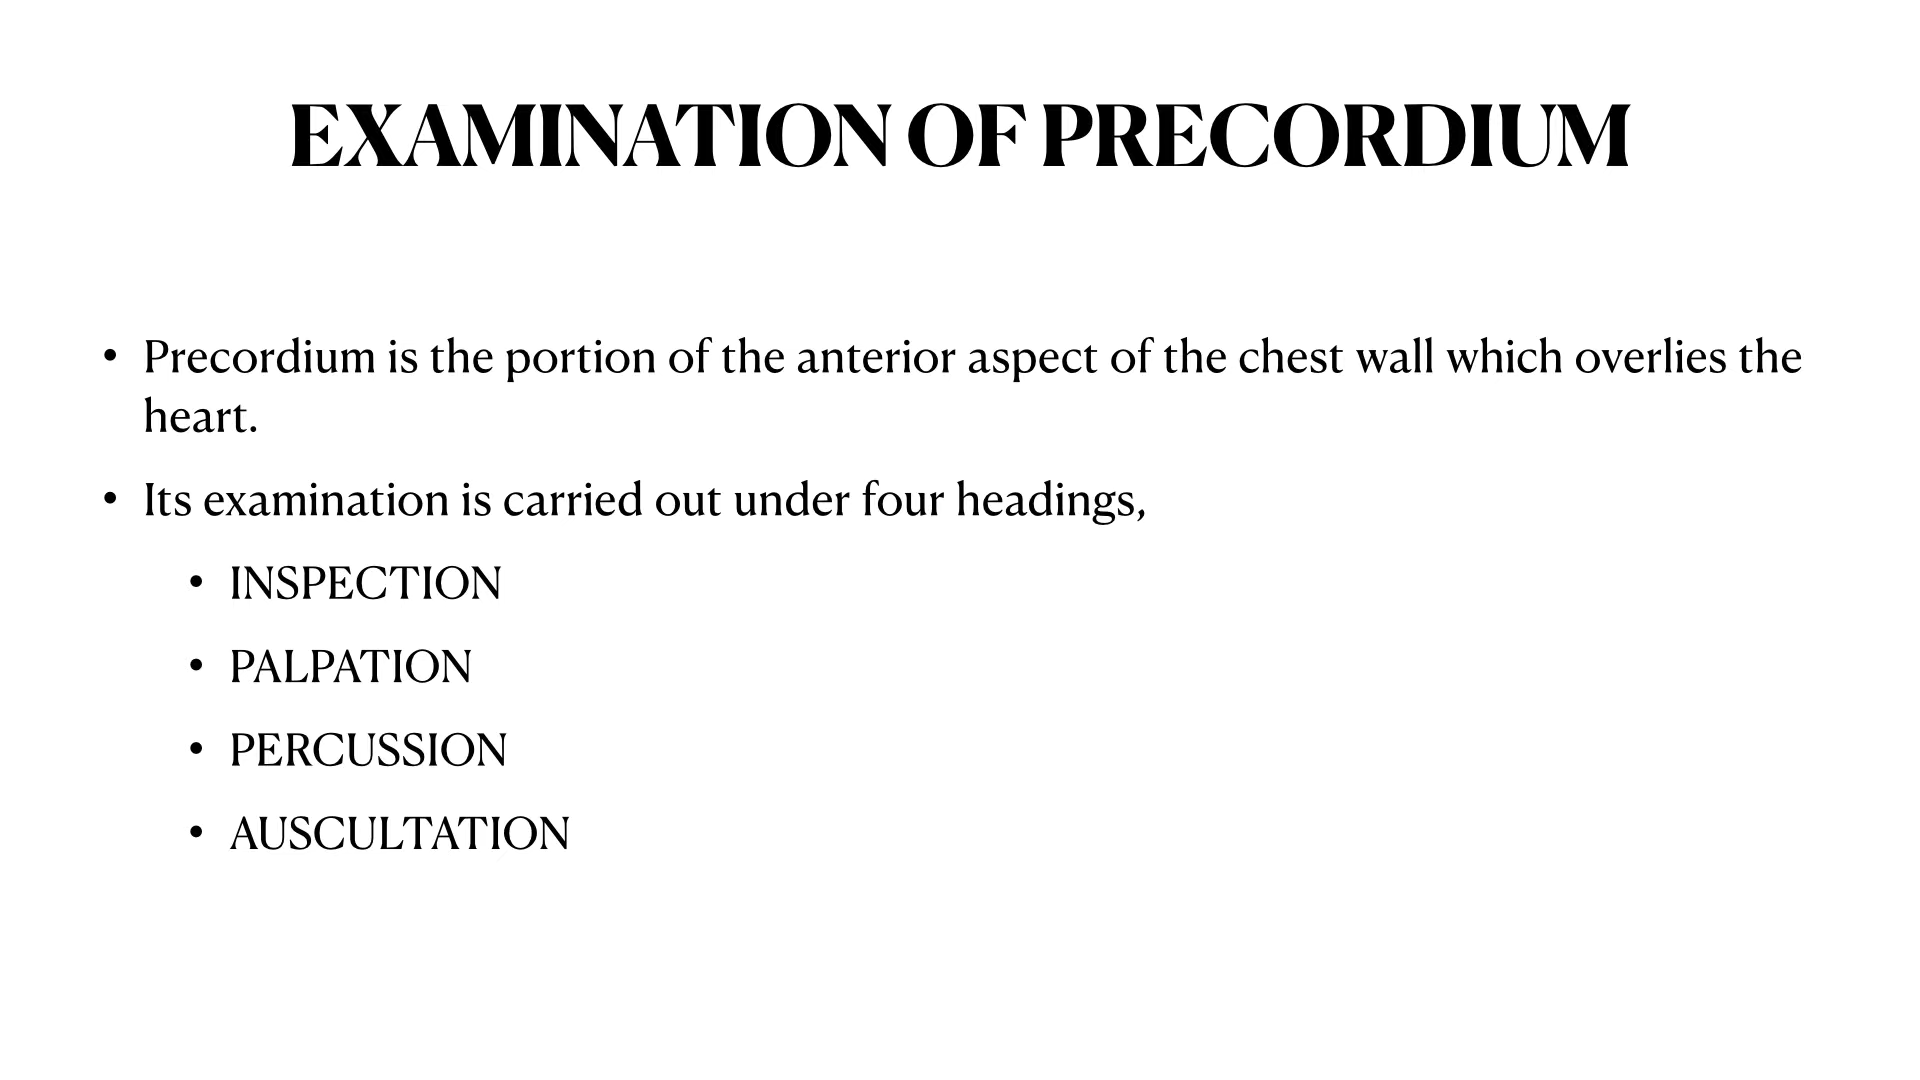 EXAMINATION OF PRECORDIUM
• Precordium is the portion of the anterior aspect of the chest wall which overlies the
heart.
• Its examination is carried out under four headings,
• INSPECTION
• PALPATION
• PERCUSSION
• AUSCULTATION